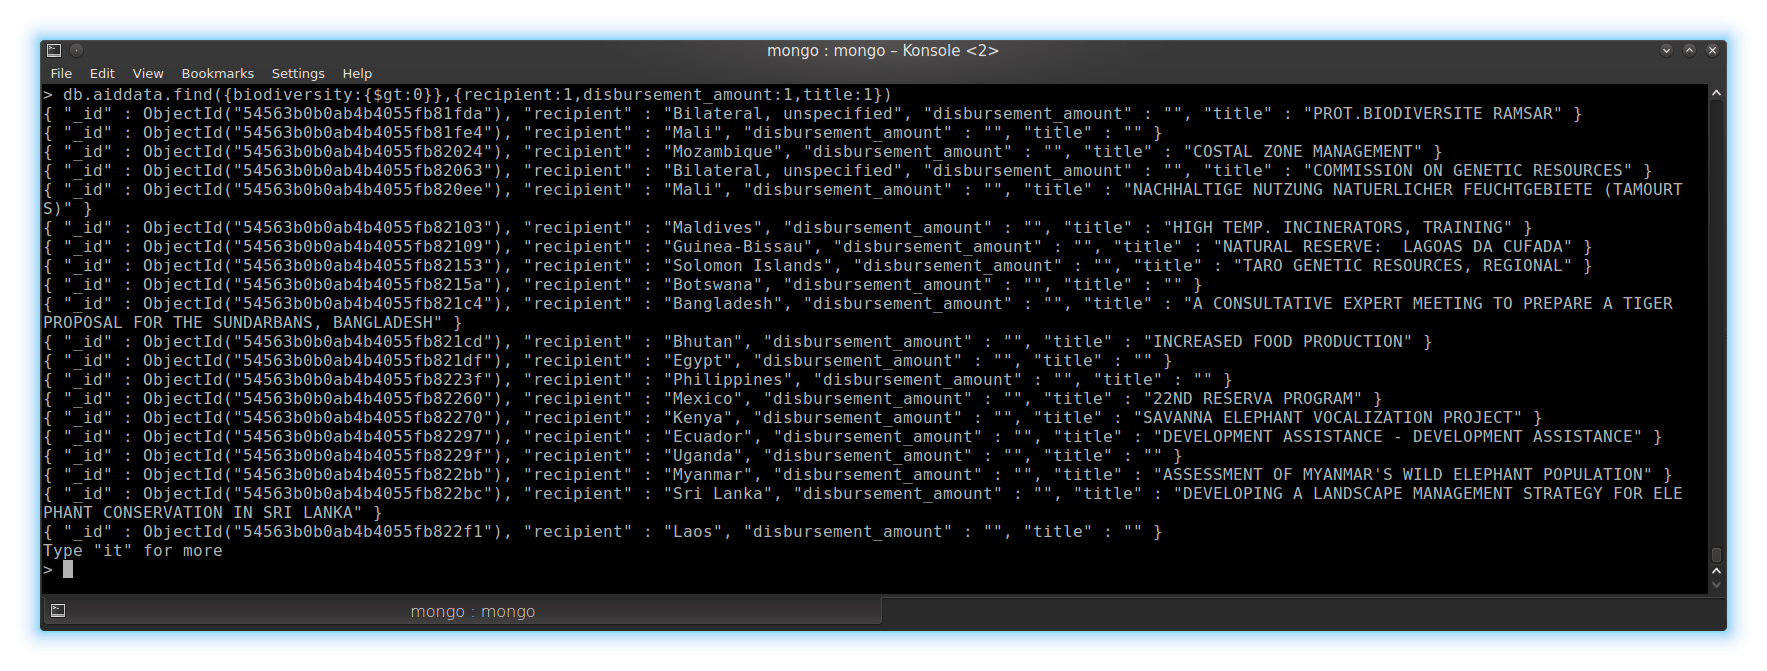 mongo : mongo – Konsole <2>
File Edit View Bookmarks Settings Help
> db.aiddata.find({biodiversity:{$gt:0}},{recipient:1,disbursement_amount:1,title:1})
{ "_id" : ObjectId("54563b0b0ab4b4055fb81fda"), "recipient" : "Bilateral, unspecified", "disbursement_amount" : "", "title" : "PROT.BIODIVERSITE RAMSAR" }
{ "_id" : ObjectId("54563b0b0ab4b4055fb81fe4"), "recipient" : "Mali", "disbursement_amount" : "", "title" : "" }
{ "_id" : ObjectId("54563b0b0ab4b4055fb82024"), "recipient" : "Mozambique", "disbursement_amount" : "", "title" : "COSTAL ZONE MANAGEMENT" }
{ "_id" : ObjectId("54563b0b0ab4b4055fb82063"), "recipient" : "Bilateral, unspecified", "disbursement_amount" : "", "title" : "COMMISSION ON GENETIC RESOURCES" }
{ "_id" : ObjectId("54563b0b0ab4b4055fb820ee"), "recipient" : "Mali", "disbursement_amount" : "", "title" : "NACHHALTIGE NUTZUNG NATUERLICHER FEUCHTGEBIETE (TAMOURT
S)" }
{ "_id" : ObjectId("54563b0b0ab4b4055fb82103"), "recipient" : "Maldives", "disbursement_amount" : "", "title" : "HIGH TEMP. INCINERATORS, TRAINING" }
{ "_id" : ObjectId("54563b0b0ab4b4055fb82109"), "recipient" : "Guinea-Bissau", "disbursement_amount" : "", "title" : "NATURAL RESERVE:  LAGOAS DA CUFADA" }
{ "_id" : ObjectId("54563b0b0ab4b4055fb82153"), "recipient" : "Solomon Islands", "disbursement_amount" : "", "title" : "TARO GENETIC RESOURCES, REGIONAL" }
{ "_id" : ObjectId("54563b0b0ab4b4055fb8215a"), "recipient" : "Botswana", "disbursement_amount" : "", "title" : "" }
{ "_id" : ObjectId("54563b0b0ab4b4055fb821c4"), "recipient" : "Bangladesh", "disbursement_amount" : "", "title" : "A CONSULTATIVE EXPERT MEETING TO PREPARE A TIGER
PROPOSAL FOR THE SUNDARBANS, BANGLADESH" }
{ "_id" : ObjectId("54563b0b0ab4b4055fb821cd"), "recipient" : "Bhutan", "disbursement_amount" : "", "title" : "INCREASED FOOD PRODUCTION" }
{ "_id" : ObjectId("54563b0b0ab4b4055fb821df"), "recipient" : "Egypt", "disbursement_amount" : "", "title" : "" }
{ "_id" : ObjectId("54563b0b0ab4b4055fb8223f"), "recipient" : "Philippines", "disbursement_amount" : "", "title" : "" }
{ "_id" : ObjectId("54563b0b0ab4b4055fb82260"), "recipient" : "Mexico", "disbursement_amount" : "", "title" : "22ND RESERVA PROGRAM" }
{ "_id" : ObjectId("54563b0b0ab4b4055fb82270"), "recipient" : "Kenya", "disbursement_amount" : "", "title" : "SAVANNA ELEPHANT VOCALIZATION PROJECT" }
{ "_id" : ObjectId("54563b0b0ab4b4055fb82297"), "recipient" : "Ecuador", "disbursement_amount" : "", "title" : "DEVELOPMENT ASSISTANCE - DEVELOPMENT ASSISTANCE" }
{ "_id" : ObjectId("54563b0b0ab4b4055fb8229f"), "recipient" : "Uganda", "disbursement_amount" : "", "title" : "" }
{ "_id" : ObjectId("54563b0b0ab4b4055fb822bb"), "recipient" : "Myanmar", "disbursement_amount" : "", "title" : "ASSESSMENT OF MYANMAR'S WILD ELEPHANT POPULATION" }
{ "_id" : ObjectId("54563b0b0ab4b4055fb822bc"), "recipient" : "Sri Lanka", "disbursement_amount" : "", "title" : "DEVELOPING A LANDSCAPE MANAGEMENT STRATEGY FOR ELE
PHANT CONSERVATION IN SRI LANKA" }
{ "_id" : ObjectId("54563b0b0ab4b4055fb822f1"), "recipient" : "Laos", "disbursement_amount" : "", "title" : "" }
Type "it" for more
>
mongo : mongo